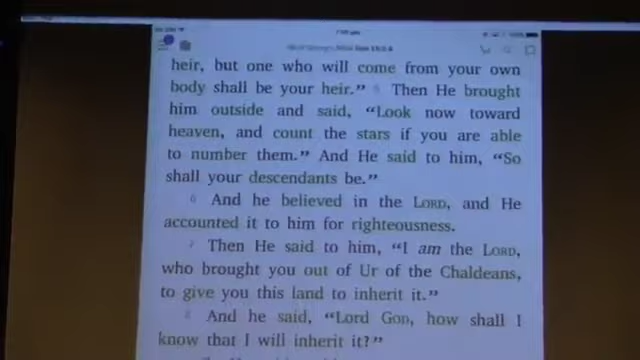 heir, but one who will come from your own
body shall be your heir.” 5 Then He brought
him outside and said, “Look now toward
heaven, and count the stars if you are able
to number them.” And He said to him, “So
shall your descendants be.”
6 And he believed in the LORD, and He
accounted it to him for righteousness.
7 Then He said to him, “I am the LORD,
who brought you out of Ur of the Chaldeans,
to give you this land to inherit it.”
8 And he said, “Lord GOD, how shall I
know that I will inherit it?”